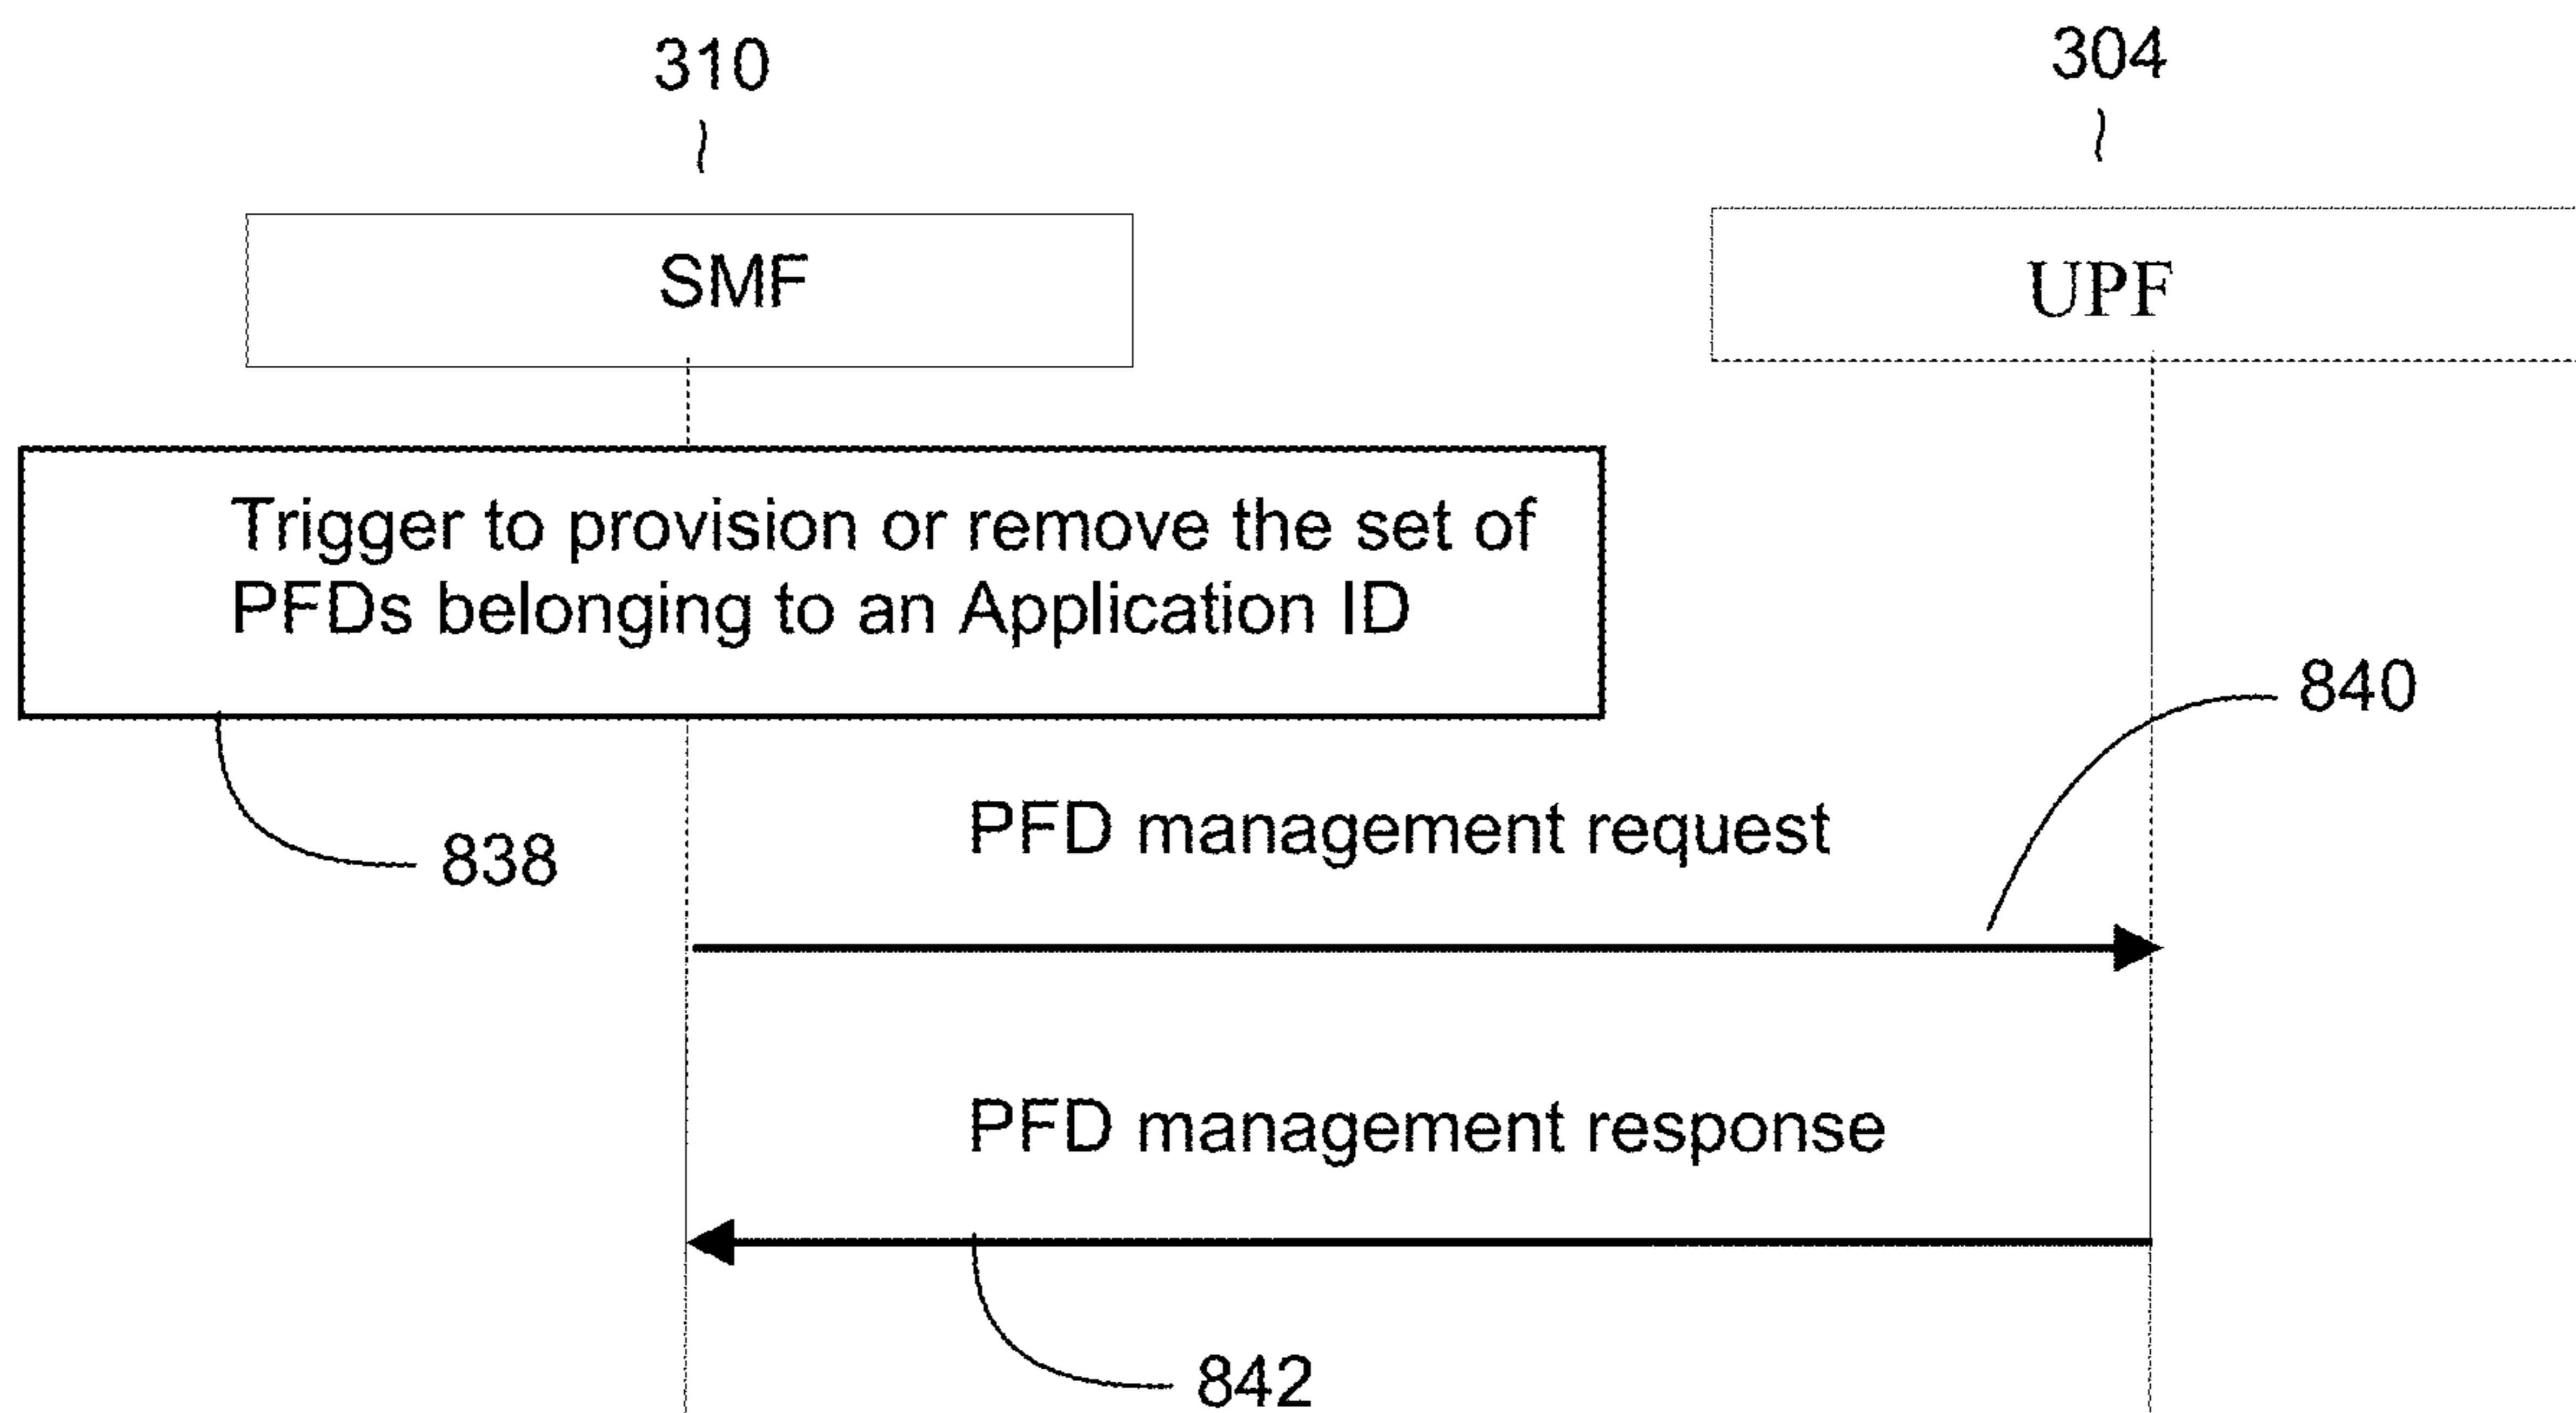 310
304
SMF
UPF
Trigger to provision or remove the set of
PFDs belonging to an Application ID
840
PFD management request
838
PFD management response
842